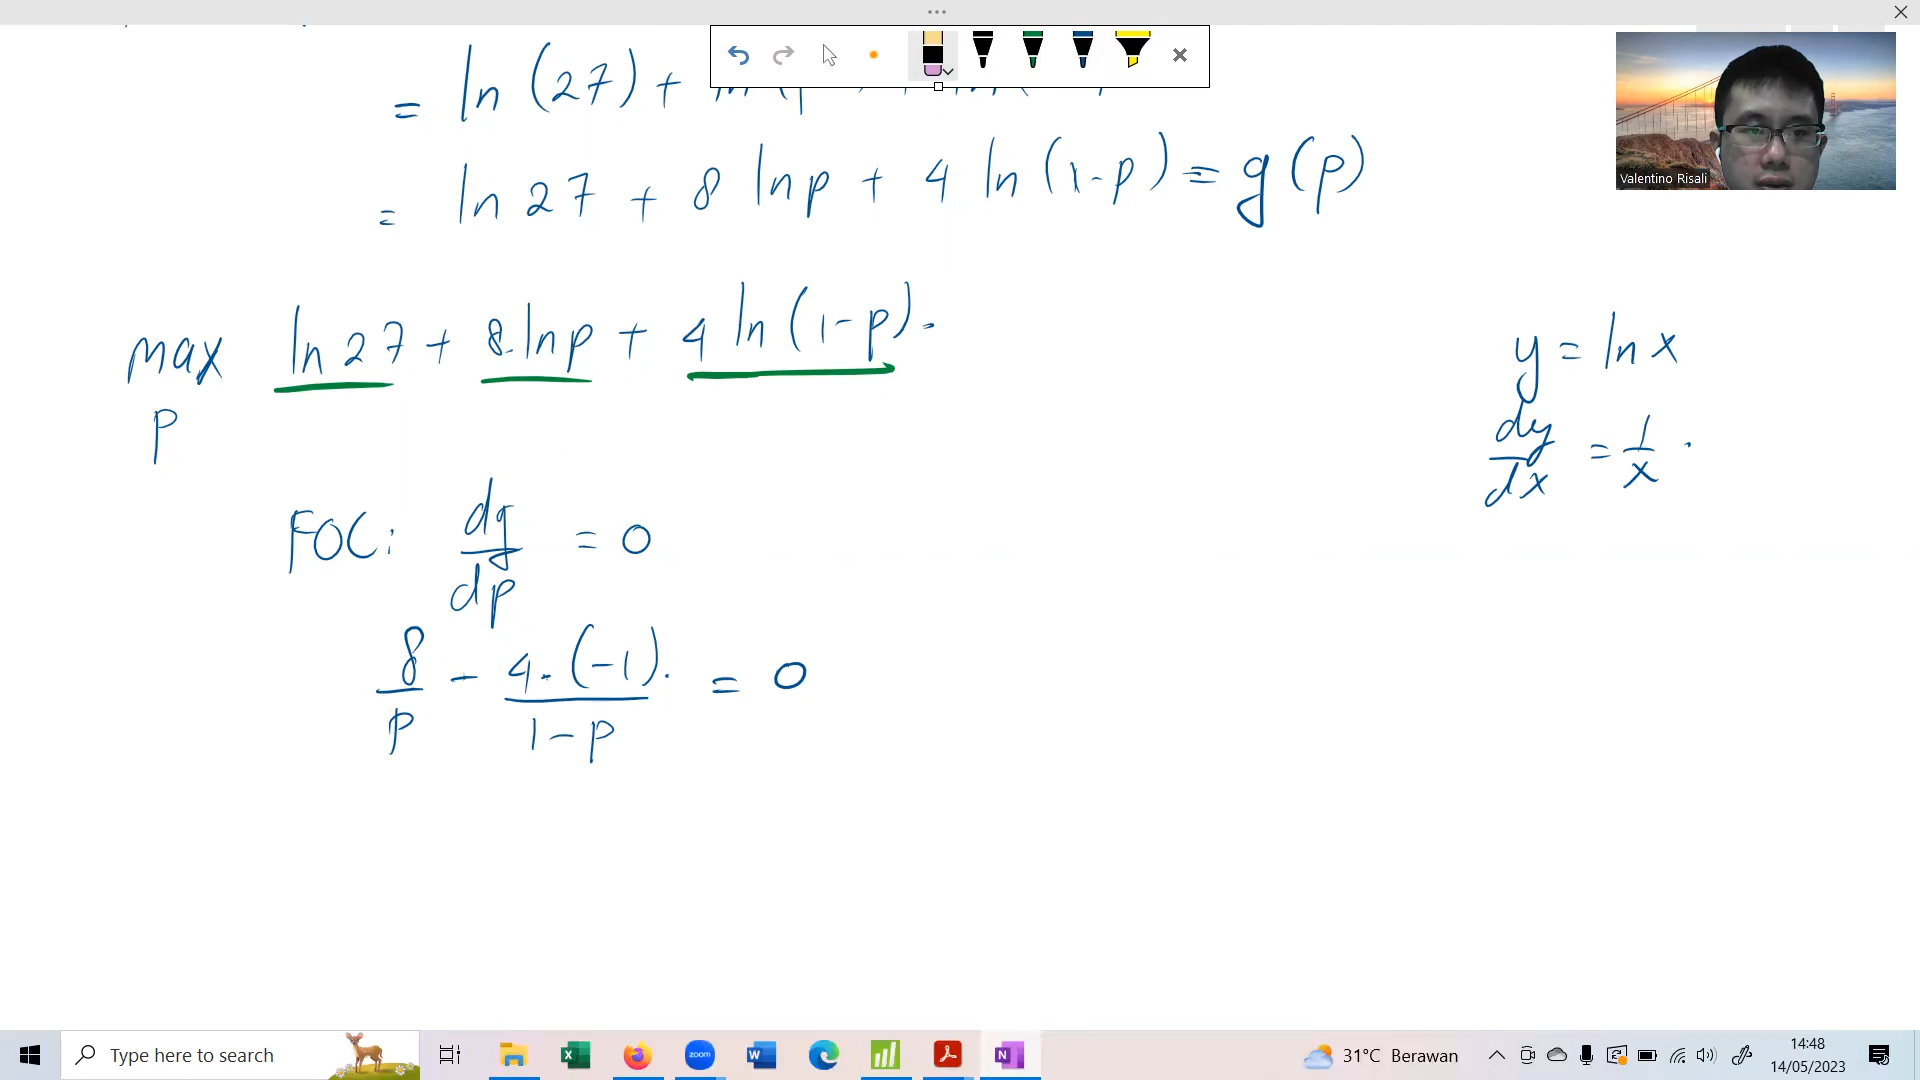 = ln (27) +
= ln 27 + 8 ln p + 4 ln (1-p) = g(p)
max ln 27 + 8. ln p + 4 ln (1-p).
p
y = ln x
dy/dx = 1/x .
FOC: dg/dp = 0
8/p - 4. (-1). / 1-p = 0
Valentino Risali
Type here to search
zoom
31°C Berawan
14:48
14/05/2023